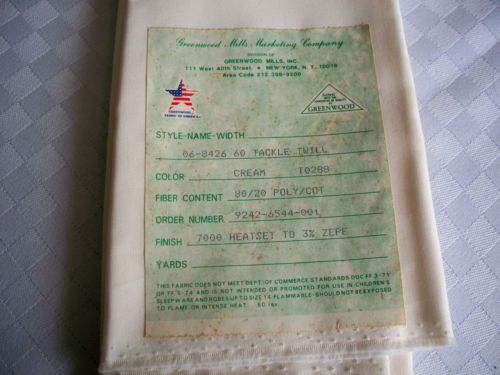 Greenwood Mills Marketing Company
DIVISION OF
GREENWOOD MILLS, INC.
111 West 40th Street. • NEW YORK, N. Y. 10018
Area Code 212 398-9200
GREENWOOD
STYLE-NAME-WIDTH
06-8426 60 TACKLE TWILL
COLOR CREAM T0288
FIBER CONTENT 80/20 POLY/COT
ORDER NUMBER 9242-6544-001
FINISH 7000 HEATSET TO 3% ZEPE
YARDS
THIS FABRIC DOES NOT MEET DEPT. OF COMMERCE STANDARDS DOC FF 3-71
OR FF 5-74 AND IS NOT INTENDED OR PROMOTED FOR USE IN CHILDREN'S
SLEEPWARE AND ROBES UP TO SIZE 14 FLAMMABLE-SHOULD NOT BE EXPOSED
TO FLAME OR INTENSE HEAT.